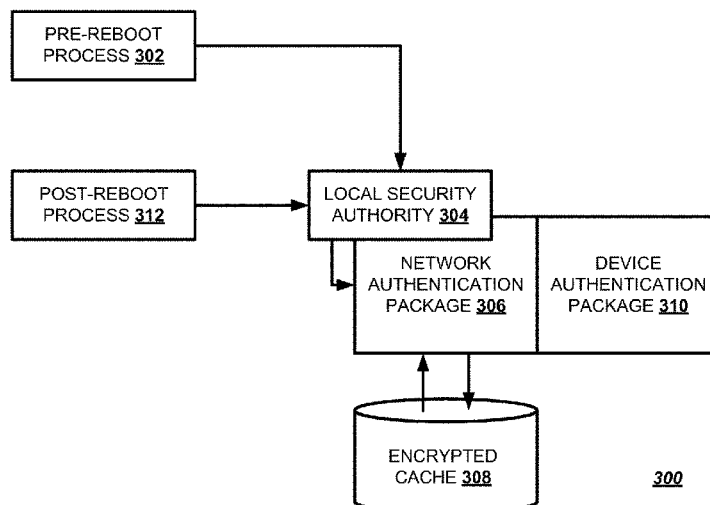 PRE-REBOOT
PROCESS 302
POST-REBOOT
PROCESS 312
LOCAL SECURITY
AUTHORITY 304
NETWORK
AUTHENTICATION
PACKAGE 306
DEVICE
AUTHENTICATION
PACKAGE 310
ENCRYPTED
CACHE 308
300